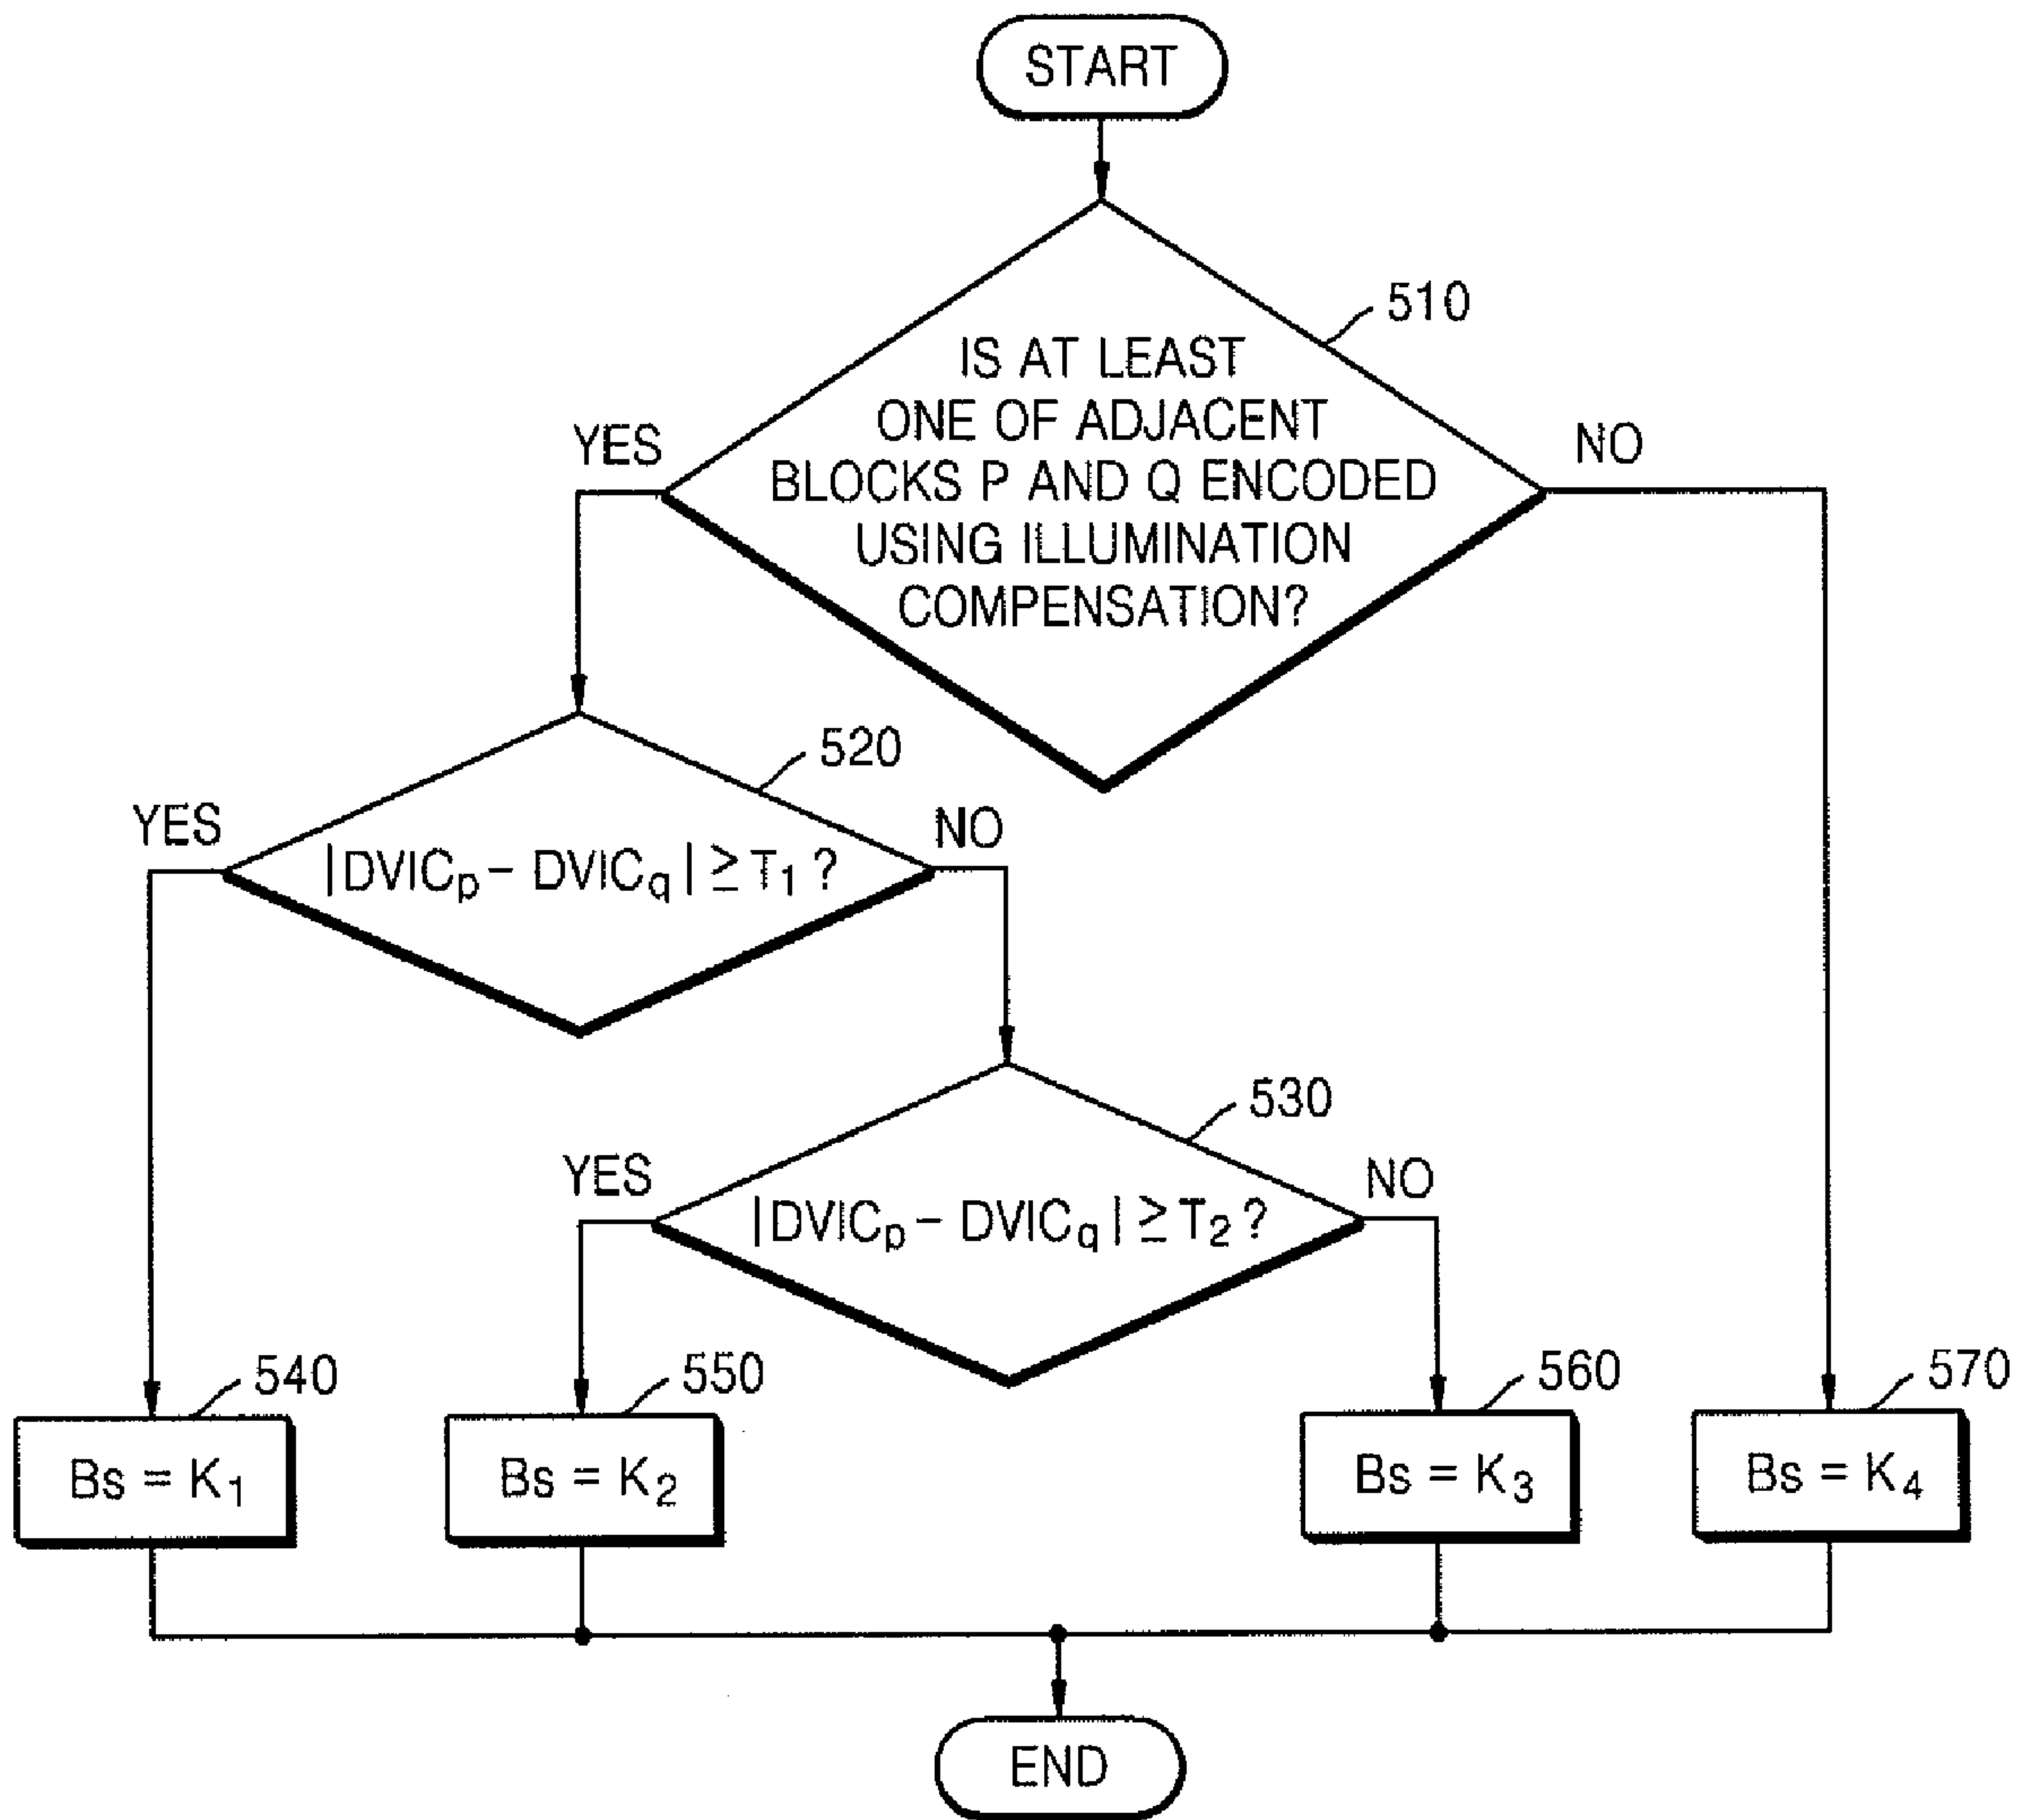 START
510
IS AT LEAST
ONE OF ADJACENT
BLOCKS P AND Q ENCODED
USING ILLUMINATION
COMPENSATION?
YES
NO
520
YES
NO
|DVICp - DVICq| ≥ T1 ?
530
YES
NO
|DVICp - DVICq| ≥ T2 ?
540
550
560
570
Bs = K1
Bs = K2
Bs = K3
Bs = K4
END